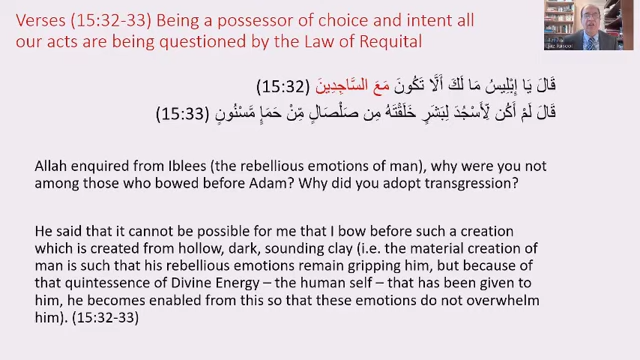 Verses (15:32-33) Being a possessor of choice and intent all
our acts are being questioned by the Law of Requital
قَالَ يَا إِبْلِيسُ مَا لَكَ أَلَّا تَكُونَ مَعَ السَّاجِدِينَ (15:32)
قَالَ لَمْ أَكُن لِّأَسْجُدَ لِبَشَرٍ خَلَقْتَهُ مِن صَلْصَالٍ مِّنْ حَمَإٍ مَّسْنُونٍ (15:33)
Allah enquired from Iblees (the rebellious emotions of man), why were you not
among those who bowed before Adam? Why did you adopt transgression?
He said that it cannot be possible for me that I bow before such a creation
which is created from hollow, dark, sounding clay (i.e. the material creation of
man is such that his rebellious emotions remain gripping him, but because of
that quintessence of Divine Energy – the human self – that has been given to
him, he becomes enabled from this so that these emotions do not overwhelm
him). (15:32-33)